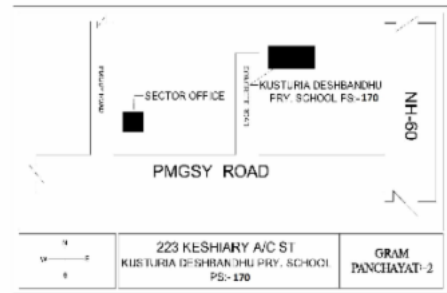 SECTOR OFFICE
KUSTURIA DESHBANDHU
PRY. SCHOOL PS:-170
NH-60
PMGSY ROAD
N
W
S
223 KESHIARY A/C ST
KUSTURIA DESHBANDHU PRY. SCHOOL
PS:-170
GRAM
PANCHAYAT:-2